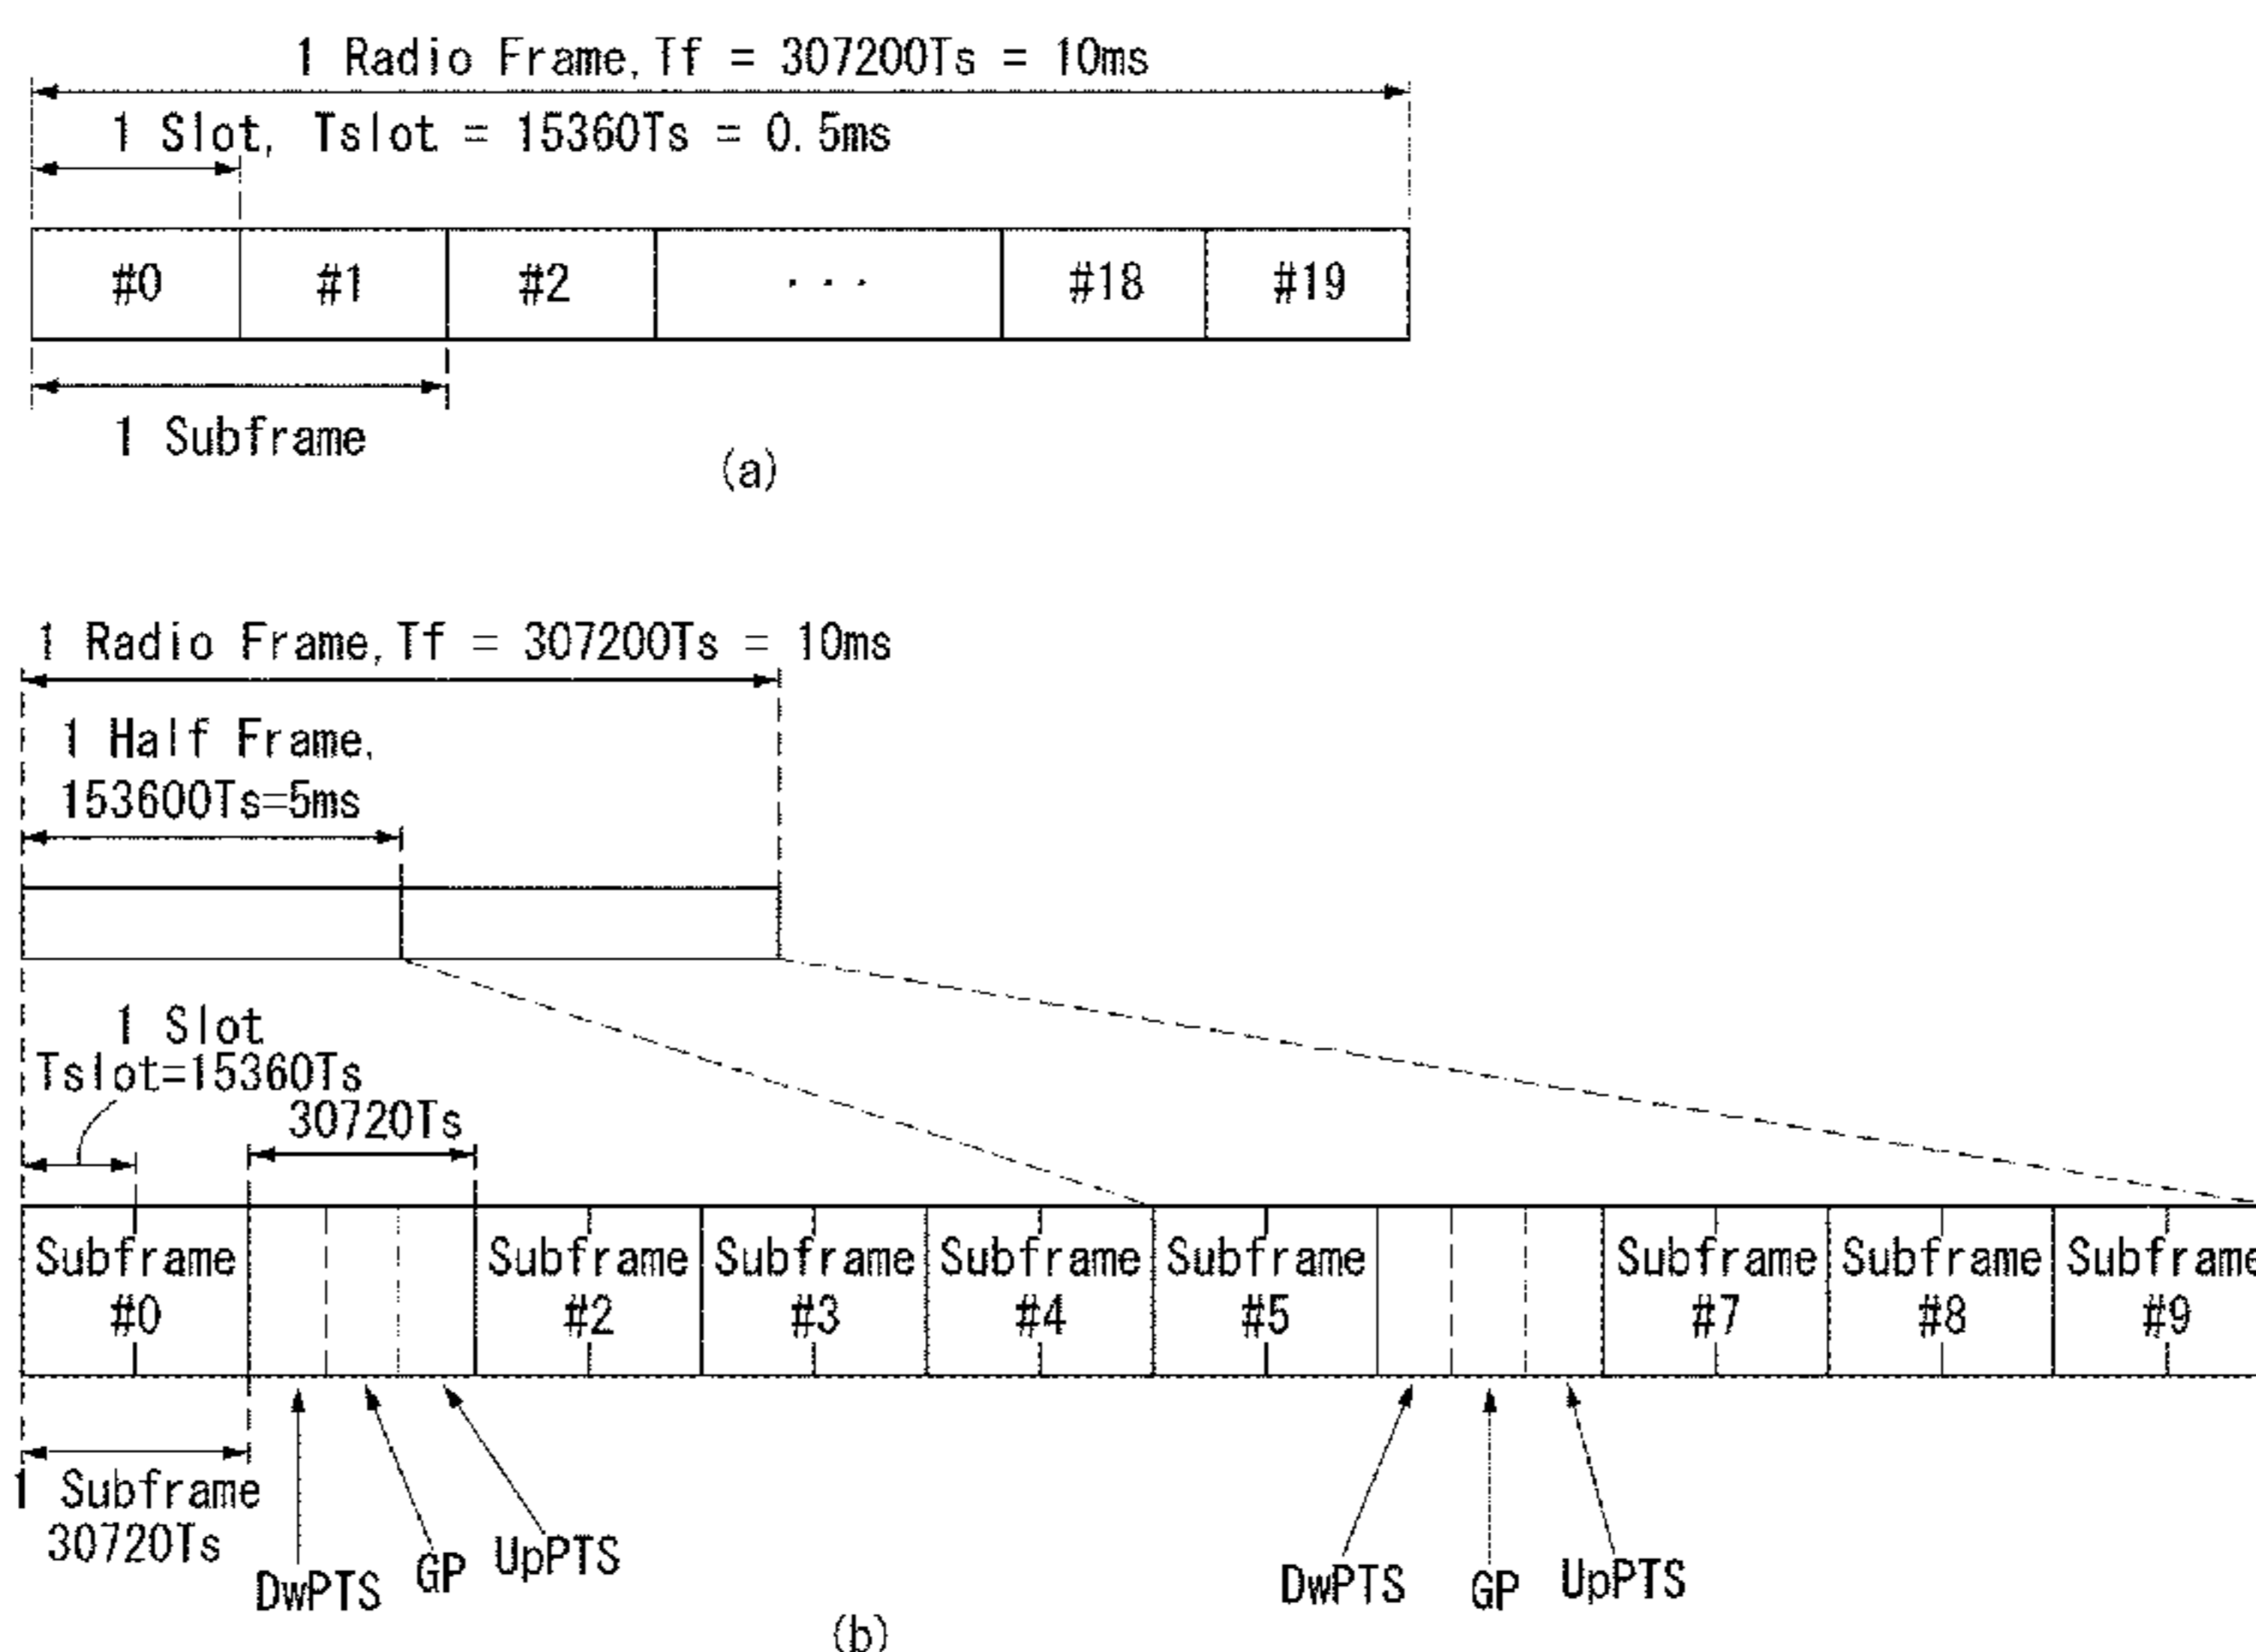 1 Radio Frame, Tf = 307200Ts = 10ms
1 Slot, Tslot = 15360Ts = 0.5ms
#0 #1 #2 ... #18 #19
1 Subframe
(a)
1 Radio Frame, Tf = 307200Ts = 10ms
1 Half Frame,
153600Ts=5ms
1 Slot
Tslot=15360Ts
30720Ts
Subframe Subframe Subframe Subframe Subframe Subframe Subframe Subframe
#0 #2 #3 #4 #5 #7 #8 #9
1 Subframe
30720Ts
DwPTS GP UpPTS DwPTS GP UpPTS
(b)